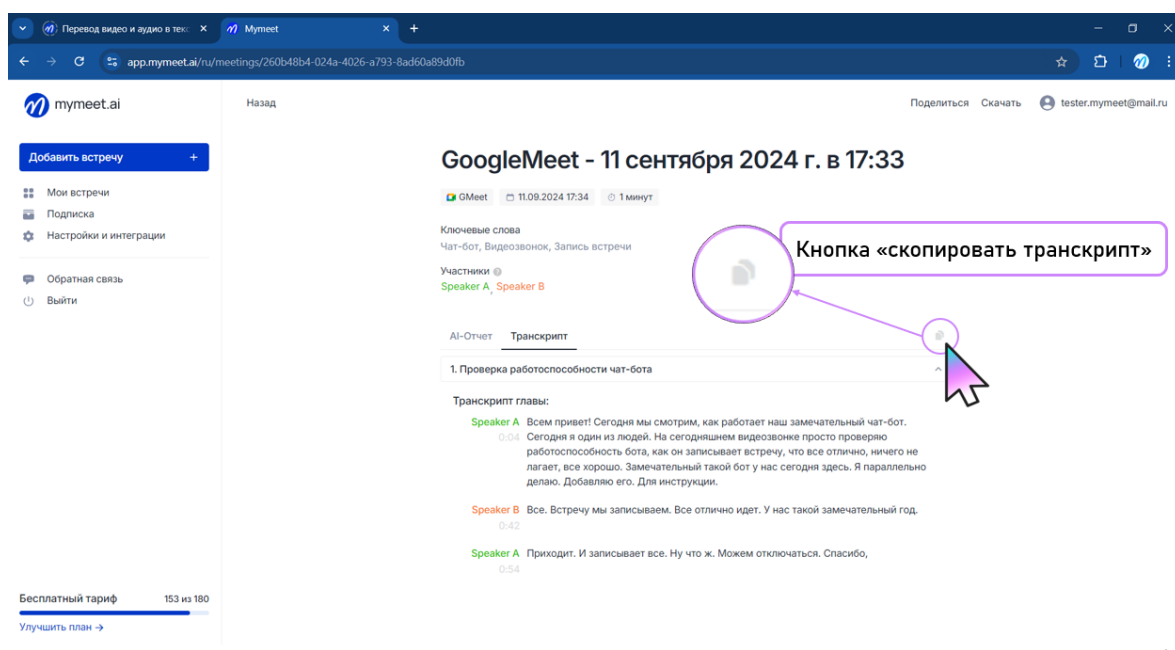 Перевод видео и аудио в текс
Mymeet
app.mymeet.ai/ru/meetings/260b48b4-024a-4026-a793-8ad60a89d0fb
mymeet.ai
Назад
Поделиться Скачать tester.mymeet@mail.ru
Добавить встречу +
Мои встречи
Подписка
Настройки и интеграции
Обратная связь
Выйти
GoogleMeet - 11 сентября 2024 г. в 17:33
GMeet 11.09.2024 17:34 1 минут
Ключевые слова
Чат-бот, Видеозвонок, Запись встречи
Участники
Speaker A, Speaker B
Кнопка «скопировать транскрипт»
AI-Отчет Транскрипт
1. Проверка работоспособности чат-бота
Транскрипт главы:
Speaker A Всем привет! Сегодня мы смотрим, как работает наш замечательный чат-бот.
0:04 Сегодня я один из людей. На сегодняшнем видеозвонке просто проверяю
работоспособность бота, как он записывает встречу, что все отлично, ничего не
лагает, все хорошо. Замечательный такой бот у нас сегодня здесь. Я параллельно
делаю. Добавляю его. Для инструкции.
Speaker B Все. Встречу мы записываем. Все отлично идет. У нас такой замечательный год.
0:42
Speaker A Приходит. И записывает все. Ну что ж. Можем отключаться. Спасибо,
0:54
Бесплатный тариф 153 из 180
Улучшить план →